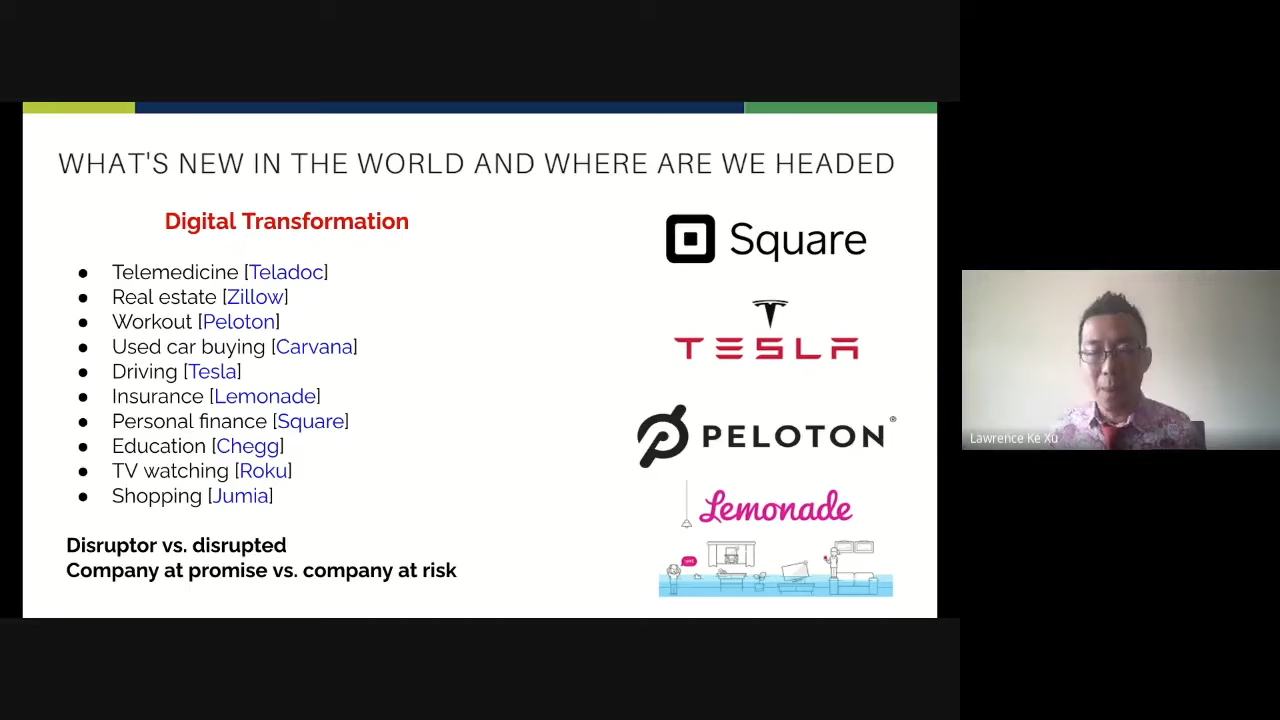 WHAT'S NEW IN THE WORLD AND WHERE ARE WE HEADED
Digital Transformation
● Telemedicine [Teladoc]
● Real estate [Zillow]
● Workout [Peloton]
● Used car buying [Carvana]
● Driving [Tesla]
● Insurance [Lemonade]
● Personal finance [Square]
● Education [Chegg]
● TV watching [Roku]
● Shopping [Jumia]
Disruptor vs. disrupted
Company at promise vs. company at risk
Square
TESLA
PELOTON®
Lemonade
Lawrence Ke Xu